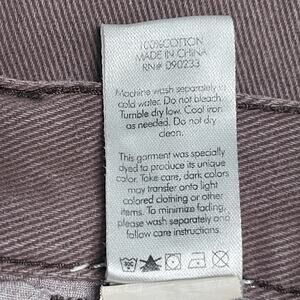 100%COTTON
MADE IN CHINA
RN# 090233
Machine wash separately in
cold water. Do not bleach.
Tumble dry low. Cool iron
as needed. Do not dry
clean.
This garment was specially
dyed to produce its unique
color. Take care, dark colors
may transfer onto light
colored clothing or other
items. To minimize fading,
please wash separately and
follow care instructions.